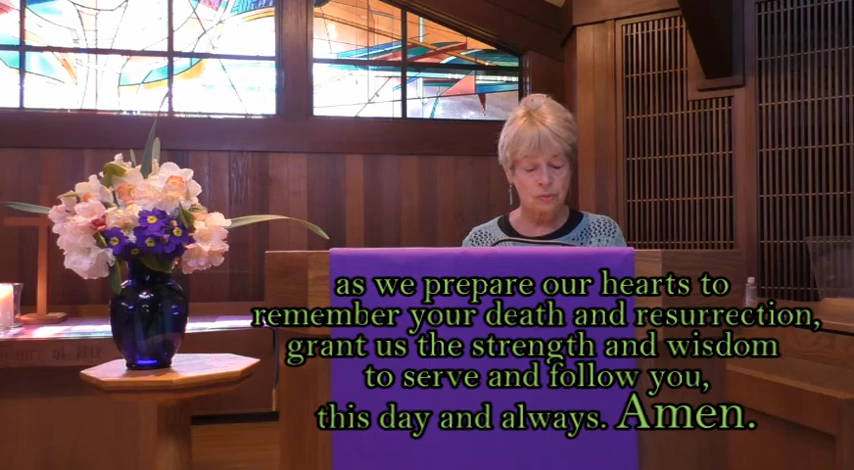 as we prepare our hearts to
remember your death and resurrection,
grant us the strength and wisdom
to serve and follow you,
this day and always. Amen.